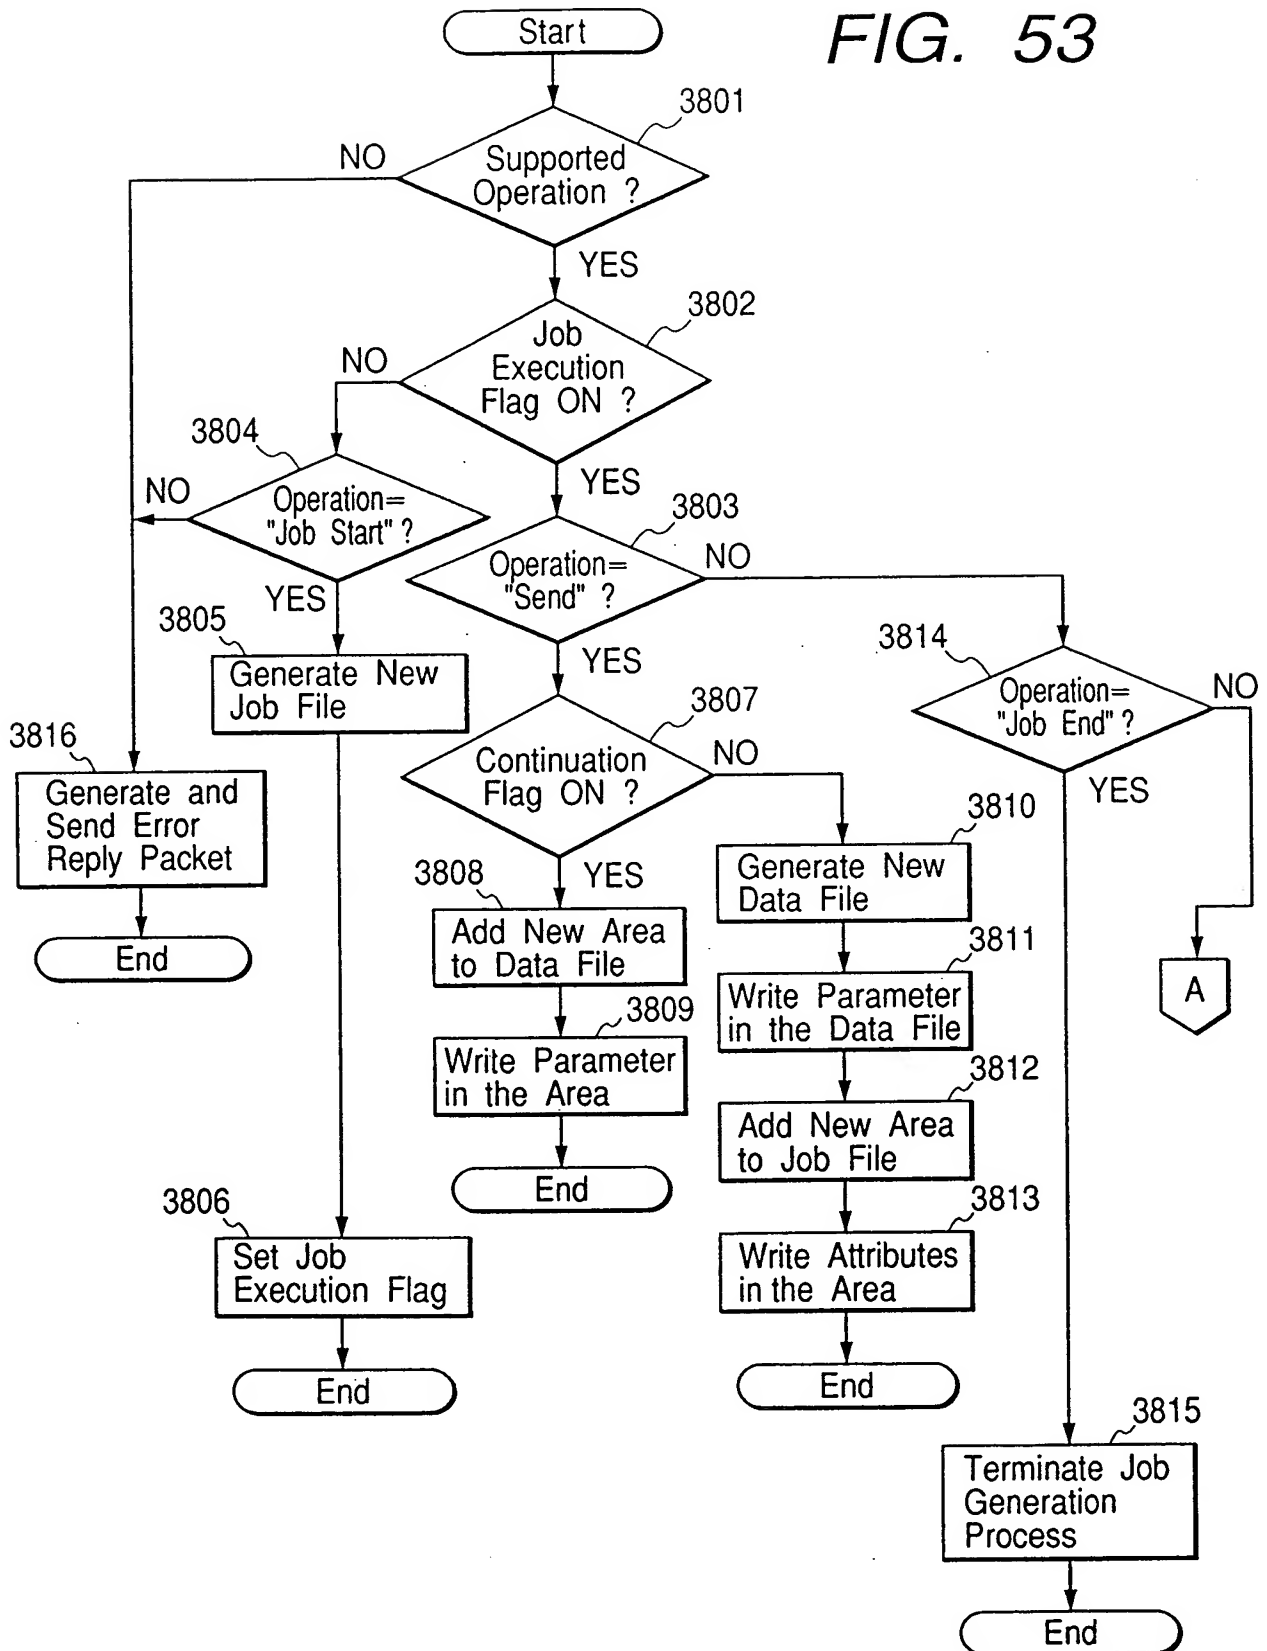 FIG. 53
Start
3801
Supported
Operation ?
NO
YES
3802
Job
Execution
Flag ON ?
NO
YES
3804
Operation=
"Job Start" ?
NO
YES
3803
Operation=
"Send" ?
NO
YES
3805
Generate New
Job File
3814
Operation=
"Job End" ?
NO
YES
3807
Continuation
Flag ON ?
NO
YES
3816
Generate and
Send Error
Reply Packet
End
3810
Generate New
Data File
3808
Add New Area
to Data File
3811
Write Parameter
in the Data File
A
3809
Write Parameter
in the Area
End
3812
Add New Area
to Job File
3806
Set Job
Execution Flag
End
3813
Write Attributes
in the Area
End
3815
Terminate Job
Generation
Process
End